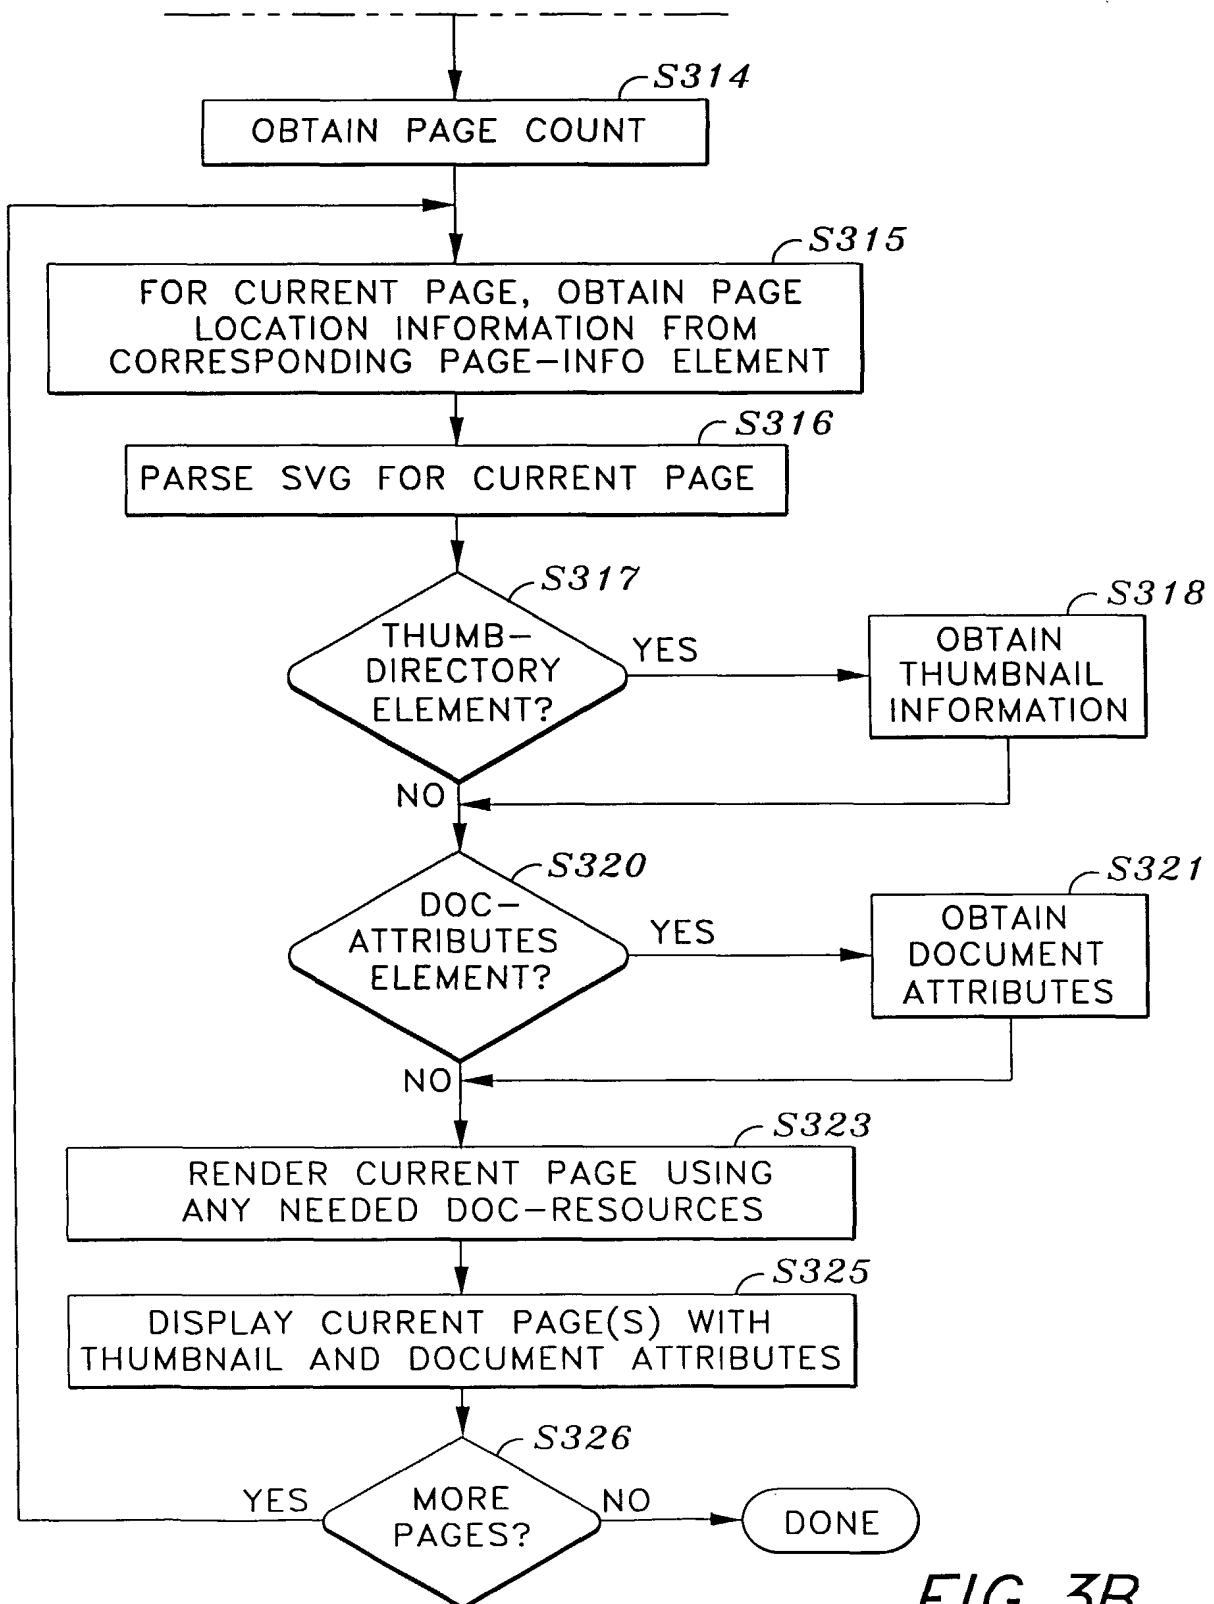 S314
OBTAIN PAGE COUNT
S315
FOR CURRENT PAGE, OBTAIN PAGE
LOCATION INFORMATION FROM
CORRESPONDING PAGE-INFO ELEMENT
S316
PARSE SVG FOR CURRENT PAGE
S317
THUMB-
DIRECTORY
ELEMENT?
YES
S318
OBTAIN
THUMBNAIL
INFORMATION
NO
S320
DOC-
ATTRIBUTES
ELEMENT?
YES
S321
OBTAIN
DOCUMENT
ATTRIBUTES
NO
S323
RENDER CURRENT PAGE USING
ANY NEEDED DOC-RESOURCES
S325
DISPLAY CURRENT PAGE(S) WITH
THUMBNAIL AND DOCUMENT ATTRIBUTES
S326
MORE
PAGES?
YES
NO
DONE
FIG. 3B